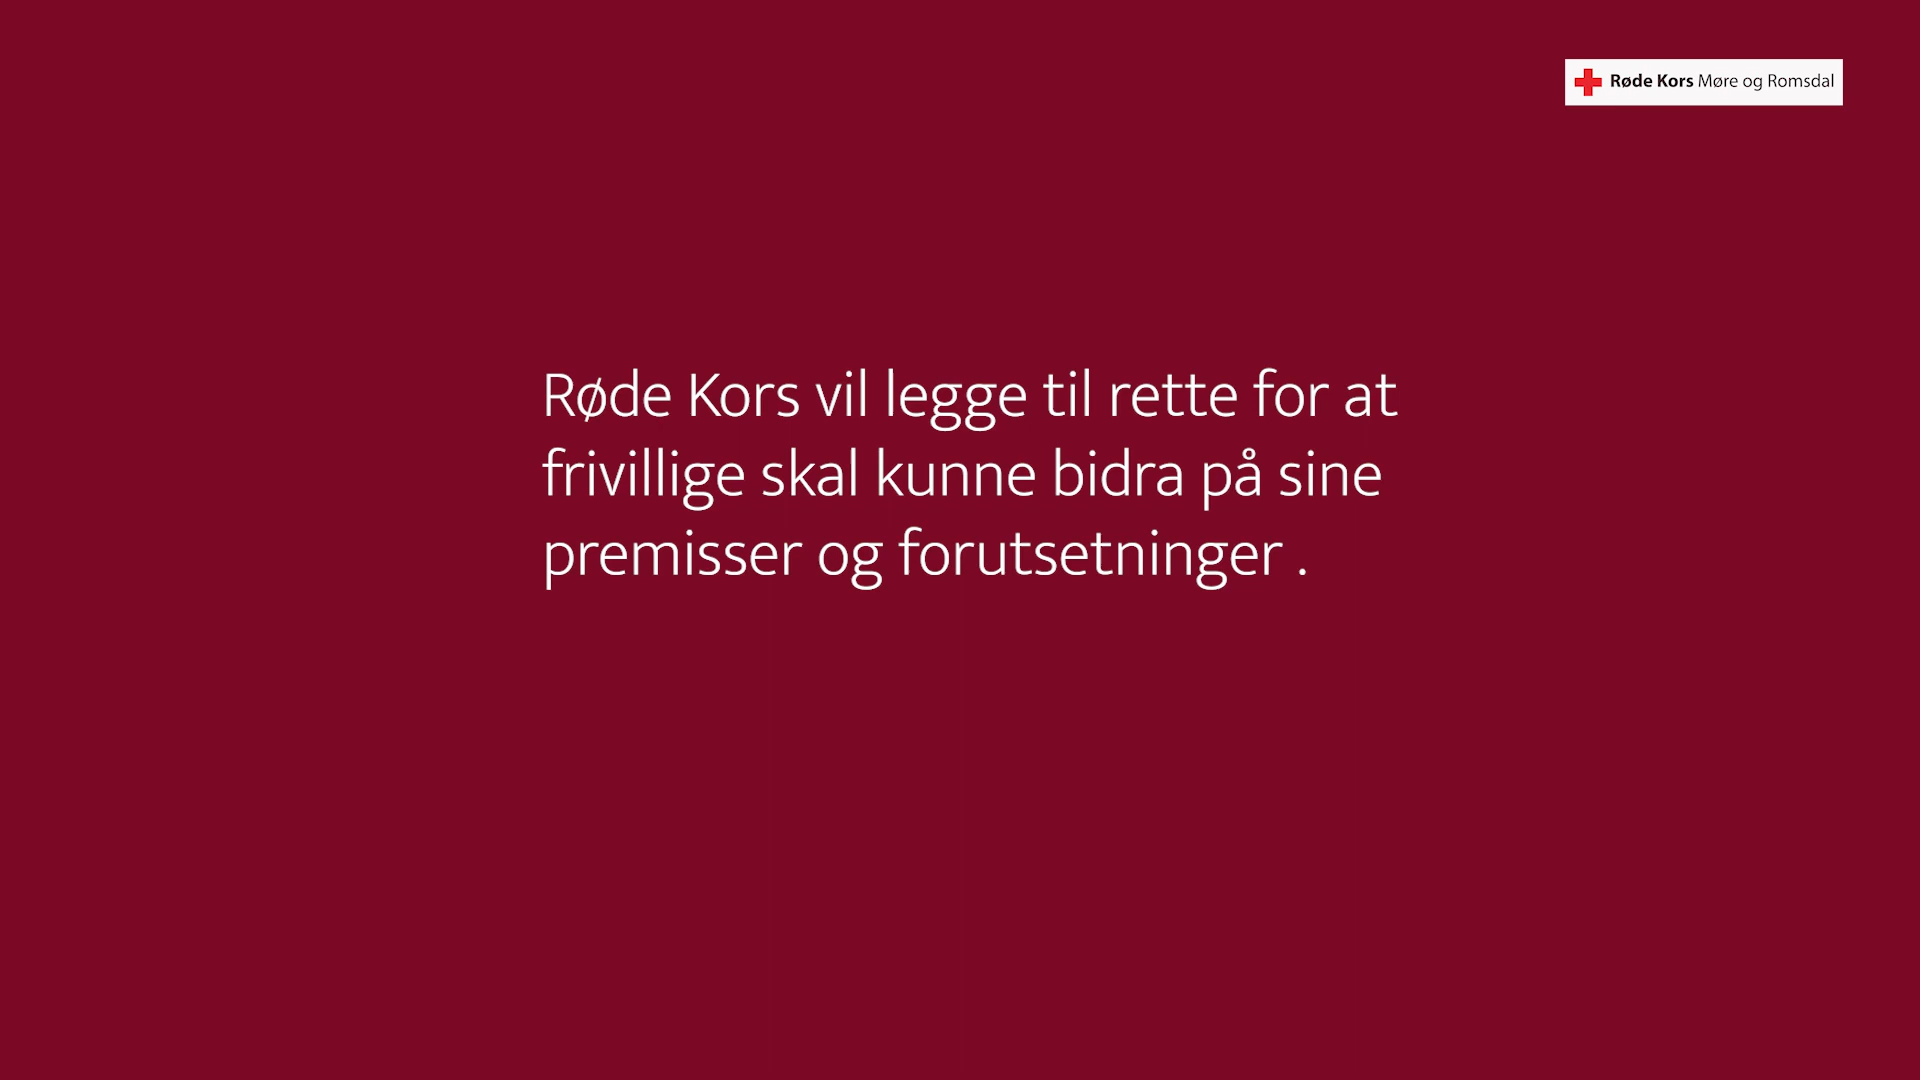 Røde Kors Møre og Romsdal
Røde Kors vil legge til rette for at
frivillige skal kunne bidra på sine
premisser og forutsetninger .